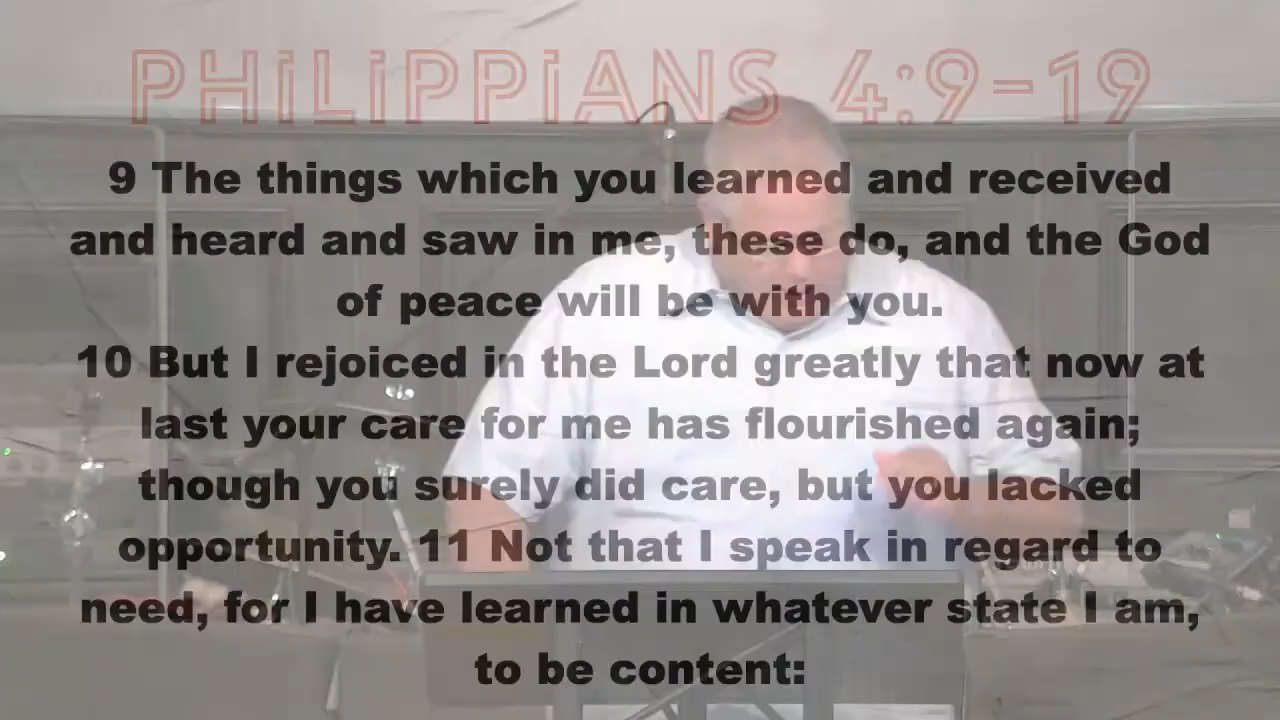 PHILIPPIANS 4:9-19
9 The things which you learned and received
and heard and saw in me, these do, and the God
of peace will be with you.
10 But I rejoiced in the Lord greatly that now at
last your care for me has flourished again;
though you surely did care, but you lacked
opportunity. 11 Not that I speak in regard to
need, for I have learned in whatever state I am,
to be content: